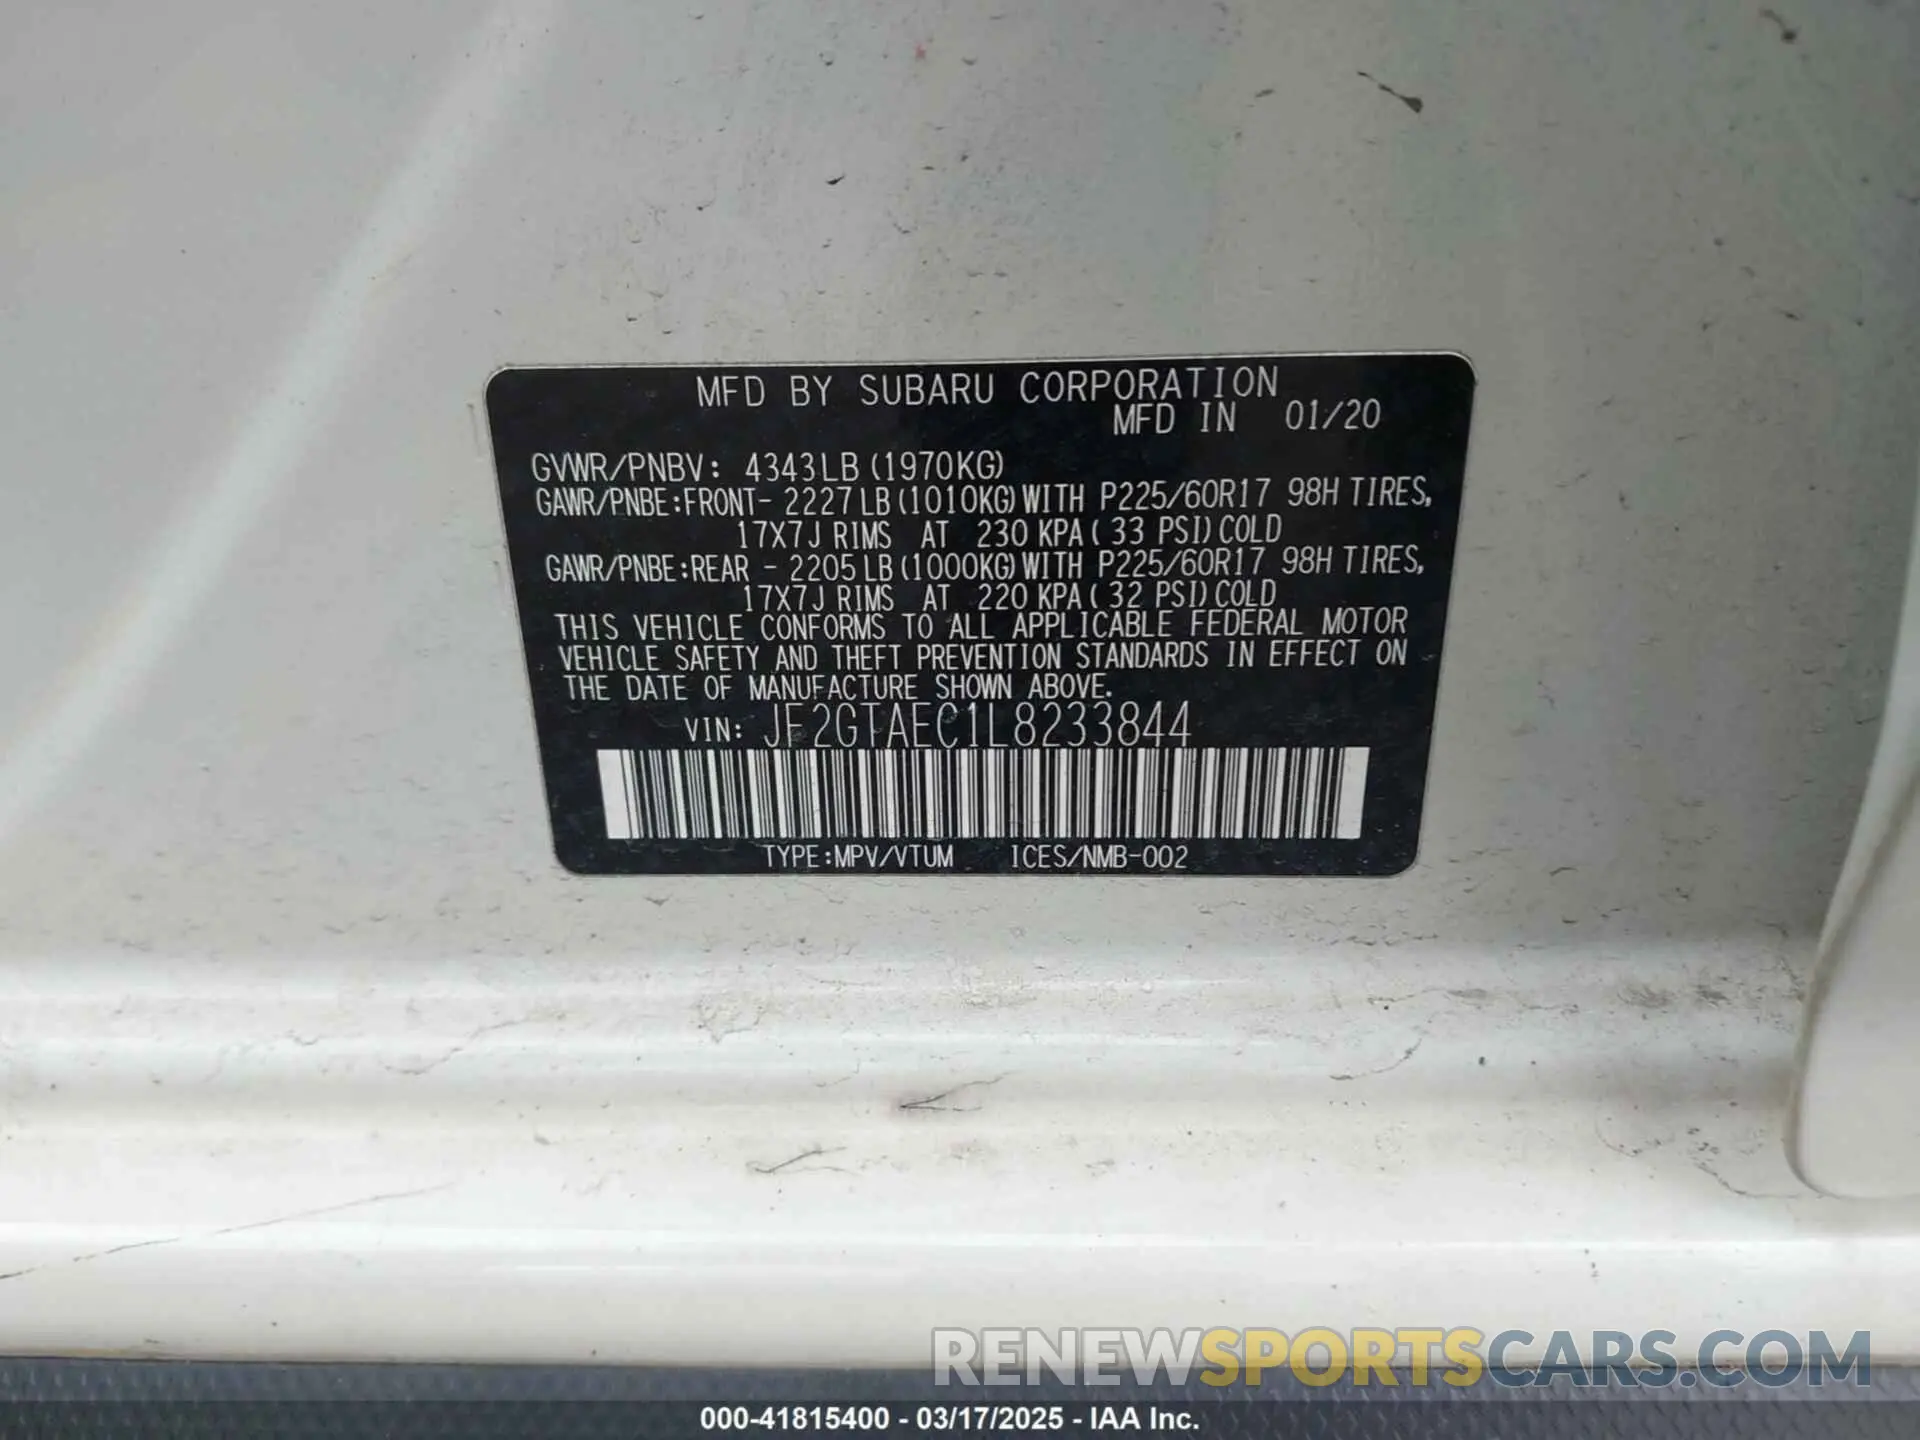 MFD BY SUBARU CORPORATION
MFD IN 01/20
GVWR/PNBV: 4343LB(1970KG)
GAWR/PNBE:FRONT- 2227LB(1010KG)WITH P225/60R17 98H TIRES,
17X7J RIMS AT 230 KPA(33 PSI)COLD
GAWR/PNBE:REAR - 2205LB(1000KG)WITH P225/60R17 98H TIRES,
17X7J RIMS AT 220 KPA(32 PSI)COLD
THIS VEHICLE CONFORMS TO ALL APPLICABLE FEDERAL MOTOR
VEHICLE SAFETY AND THEFT PREVENTION STANDARDS IN EFFECT ON
THE DATE OF MANUFACTURE SHOWN ABOVE.
VIN: JF2GTAEC1L8233844
TYPE:MPV/VTUM ICES/NMB-002
RENEWSPORTSCARS.COM
000-41815400 - 03/17/2025 - IAA Inc.